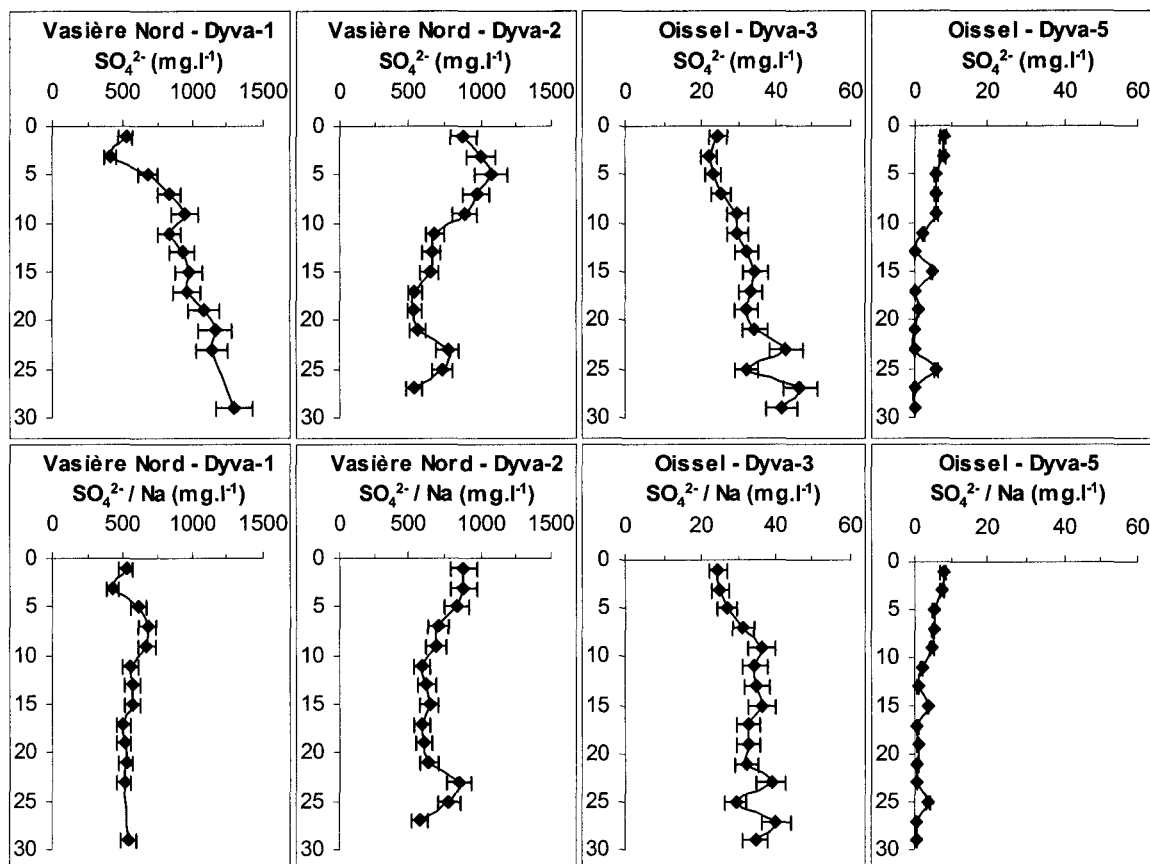 Vasière Nord - Dyva-1
SO₄²⁻ (mg.l⁻¹)
0 500 1000 1500
0
5
10
15
20
25
30
Vasière Nord - Dyva-2
SO₄²⁻ (mg.l⁻¹)
0 500 1000 1500
0
5
10
15
20
25
30
Oissel - Dyva-3
SO₄²⁻ (mg.l⁻¹)
0 20 40 60
0
5
10
15
20
25
30
Oissel - Dyva-5
SO₄²⁻ (mg.l⁻¹)
0 20 40 60
0
5
10
15
20
25
30
Vasière Nord - Dyva-1
SO₄²⁻ / Na (mg.l⁻¹)
0 500 1000 1500
0
5
10
15
20
25
30
Vasière Nord - Dyva-2
SO₄²⁻ / Na (mg.l⁻¹)
0 500 1000 1500
0
5
10
15
20
25
30
Oissel - Dyva-3
SO₄²⁻ / Na (mg.l⁻¹)
0 20 40 60
0
5
10
15
20
25
30
Oissel - Dyva-5
SO₄²⁻ / Na (mg.l⁻¹)
0 20 40 60
0
5
10
15
20
25
30